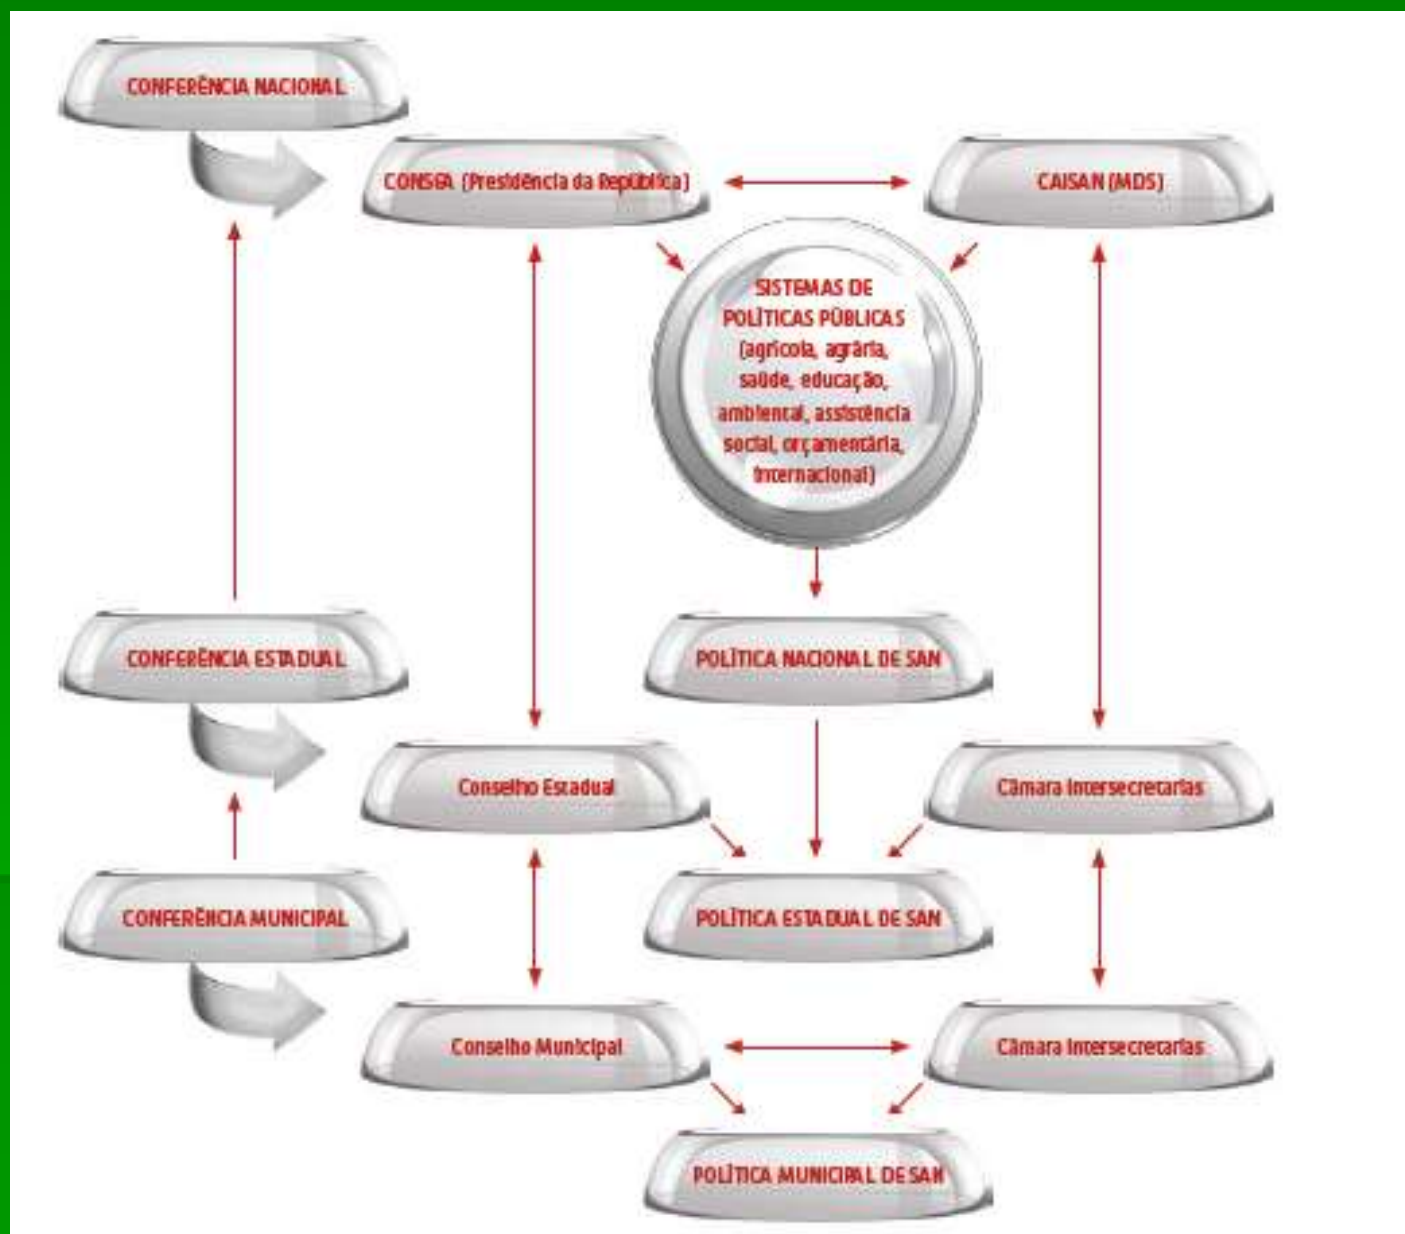 CONFERÊNCIA NACIONAL
CONSEA (Presidência da República)
CAISAN (MDS)
SISTEMAS DE
POLÍTICAS PÚBLICAS
(agrícola, agrária,
saúde, educação,
ambiental, assistência
social, orçamentária,
internacional)
CONFERÊNCIA ESTADUAL
POLÍTICA NACIONAL DE SAN
Conselho Estadual
Câmara Intersecretarias
CONFERÊNCIA MUNICIPAL
POLÍTICA ESTADUAL DE SAN
Conselho Municipal
Câmara Intersecretarias
POLÍTICA MUNICIPAL DE SAN